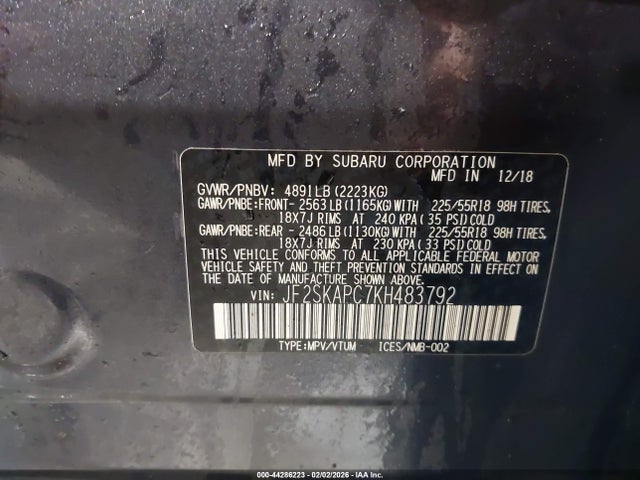 MFD BY SUBARU CORPORATION
MFD IN 12/18
GVWR/PNBV: 4891LB(2223KG)
GAWR/PNBE:FRONT-2563LB(1165KG)WITH 225/55R18 98H TIRES,
18X7J RIMS AT 240 KPA(35 PSI)COLD
GAWR/PNBE:REAR -2486LB(1130KG)WITH 225/55R18 98H TIRES,
18X7J RIMS AT 230 KPA(33 PSI)COLD
THIS VEHICLE CONFORMS TO ALL APPLICABLE FEDERAL MOTOR
VEHICLE SAFETY AND THEFT PREVENTION STANDARDS IN EFFECT ON
THE DATE OF MANUFACTURE SHOWN ABOVE.
VIN: JF2SKAPC7KH483792
TYPE:MPV/VTUM ICES/NMB-002
000-44286223 - 02/02/2026 - IAA Inc.